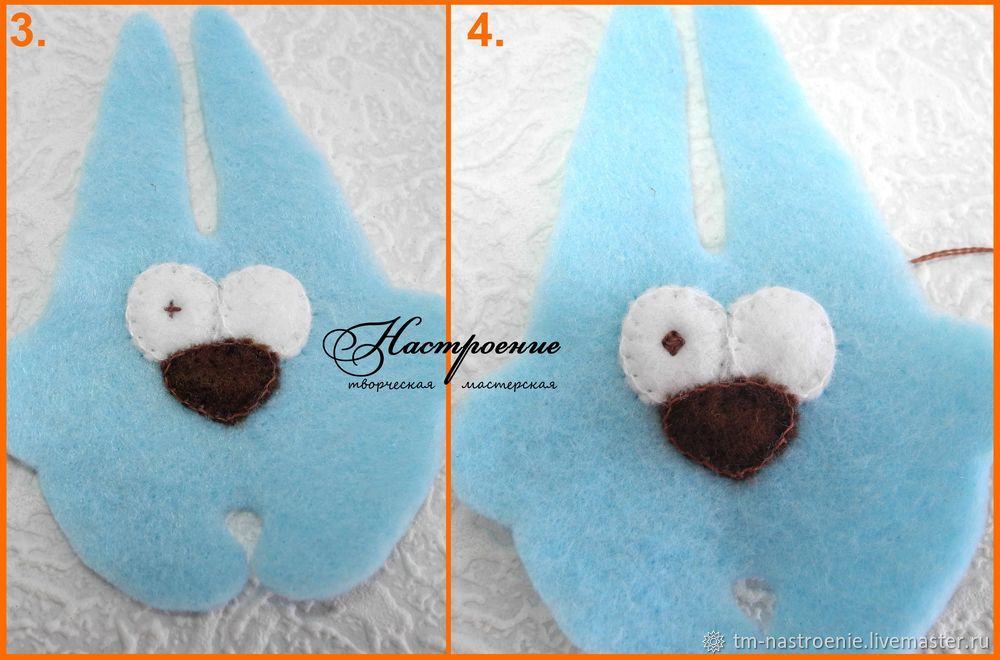 3.
4.
Настроение
творческая мастерская
tm-nastroenie.livemaster.ru